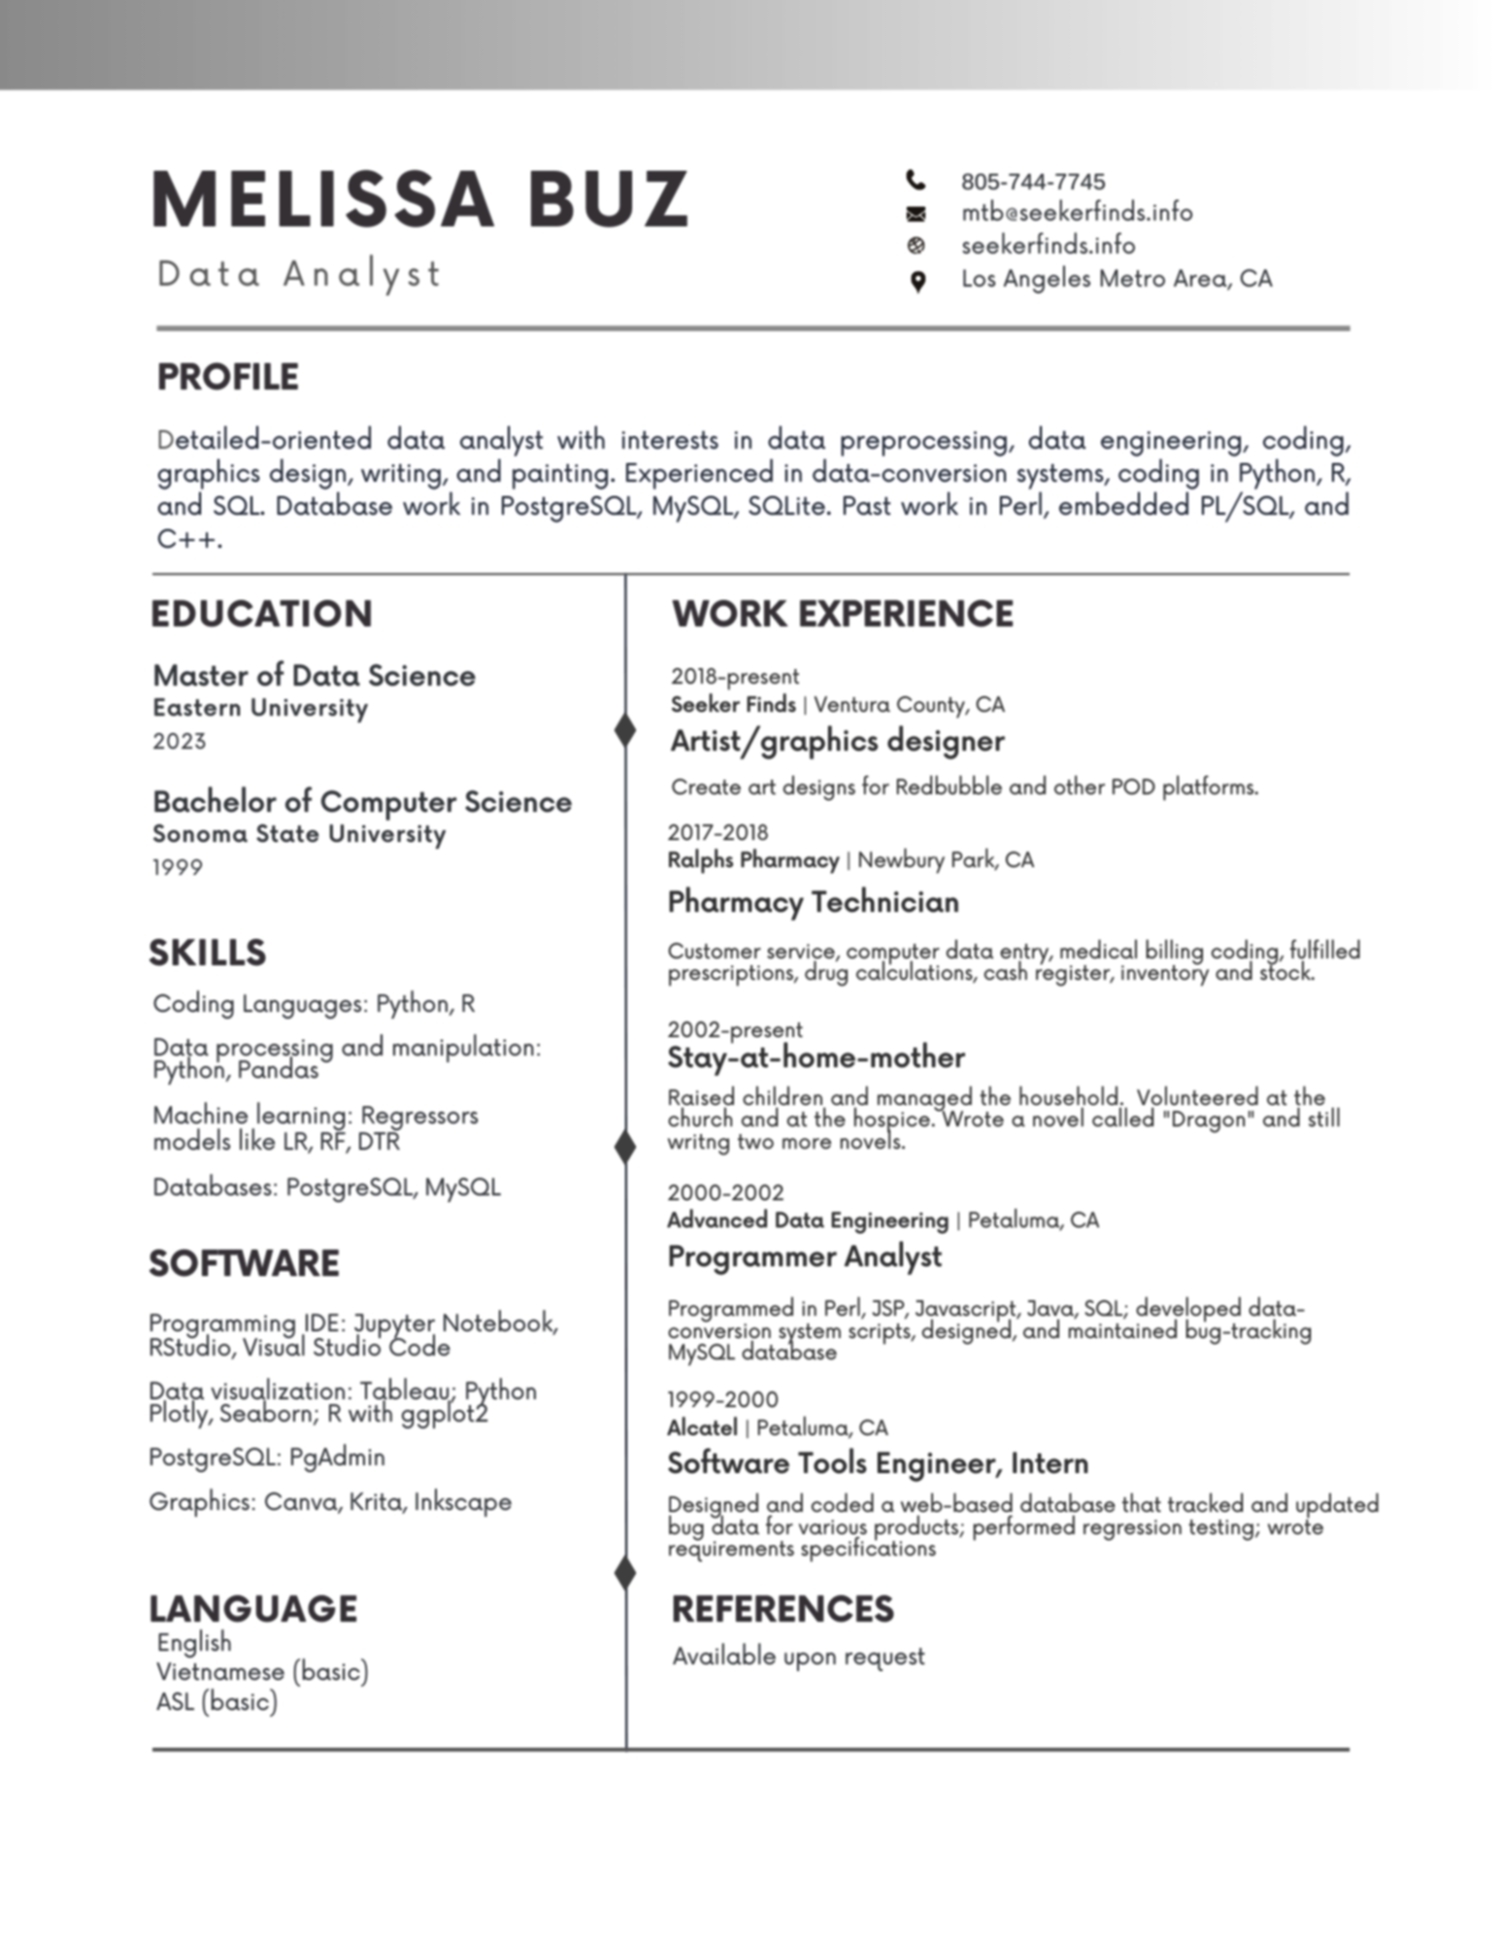 MELISSA BUZ
Data Analyst
805-744-7745
mtb@seekerfinds.info
seekerfinds.info
Los Angeles Metro Area, CA
PROFILE
Detailed-oriented data analyst with interests in data preprocessing, data engineering, coding,
graphics design, writing, and painting. Experienced in data-conversion systems, coding in Python, R,
and SQL. Database work in PostgreSQL, MySQL, SQLite. Past work in Perl, embedded PL/SQL, and
C++.
EDUCATION
Master of Data Science
Eastern University
2023
Bachelor of Computer Science
Sonoma State University
1999
SKILLS
Coding Languages: Python, R
Data processing and manipulation:
Python, Pandas
Machine learning: Regressors
models like LR, RF, DTR
Databases: PostgreSQL, MySQL
SOFTWARE
Programming IDE: Jupyter Notebook,
RStudio, Visual Studio Code
Data visualization: Tableau; Python
Plotly, Seaborn; R with ggplot2
PostgreSQL: PgAdmin
Graphics: Canva, Krita, Inkscape
LANGUAGE
English
Vietnamese (basic)
ASL (basic)
WORK EXPERIENCE
2018-present
Seeker Finds | Ventura County, CA
Artist/graphics designer
Create art designs for Redbubble and other POD platforms.
2017-2018
Ralphs Pharmacy | Newbury Park, CA
Pharmacy Technician
Customer service, computer data entry, medical billing coding, fulfilled
prescriptions, drug calculations, cash register, inventory and stock.
2002-present
Stay-at-home-mother
Raised children and managed the household.  Volunteered at the
church and at the hospice. Wrote a novel called "Dragon" and still
writng two more novels.
2000-2002
Advanced Data Engineering | Petaluma, CA
Programmer Analyst
Programmed in Perl, JSP, Javascript, Java, SQL; developed data-
conversion system scripts, designed, and maintained bug-tracking
MySQL database
1999-2000
Alcatel | Petaluma, CA
Software Tools Engineer, Intern
Designed and coded a web-based database that tracked and updated
bug data for various products; performed regression testing; wrote
requirements specifications
REFERENCES
Available upon request